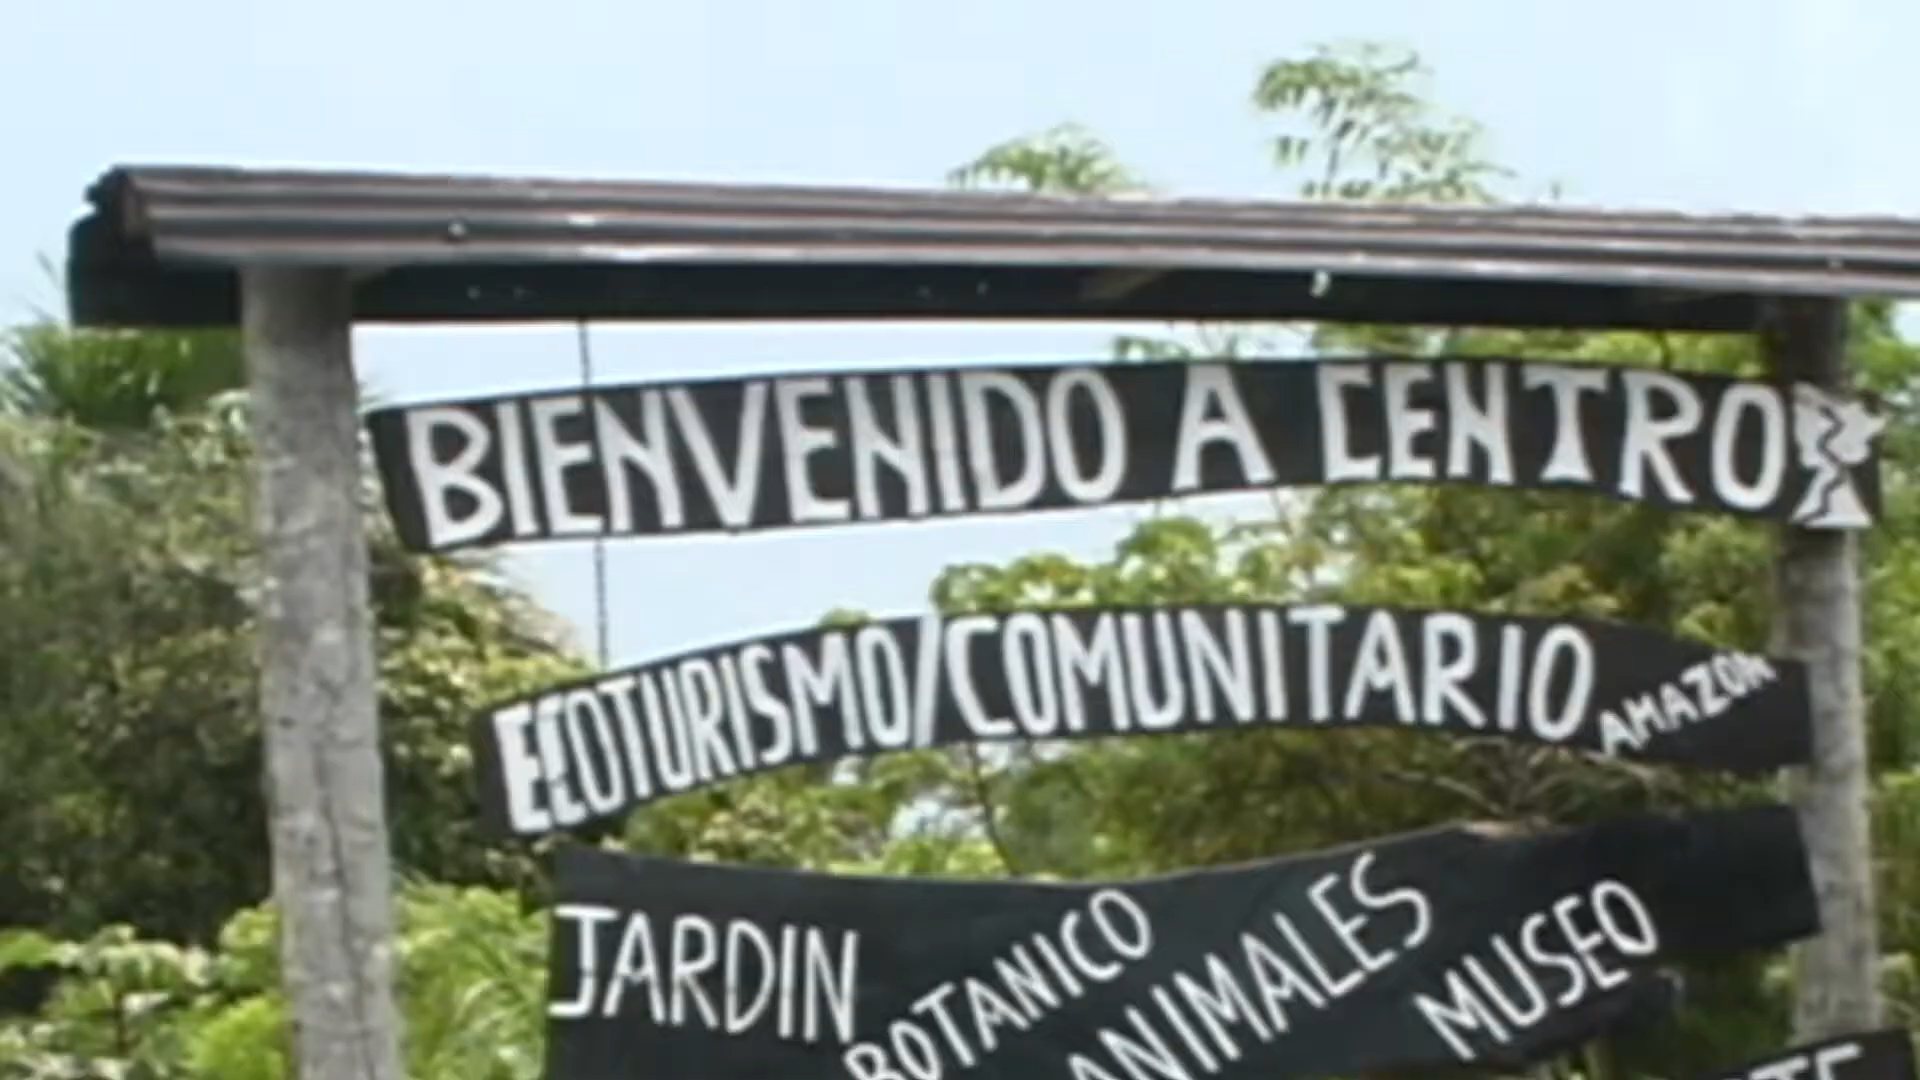 BIENVENIDO A CENTRO
ECOTURISMO/COMUNITARIO AMAZON
JARDIN BOTANICO ANIMALES MUSEO